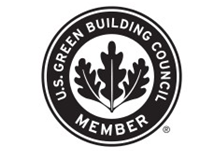 U.S. GREEN BUILDING COUNCIL
MEMBER
®